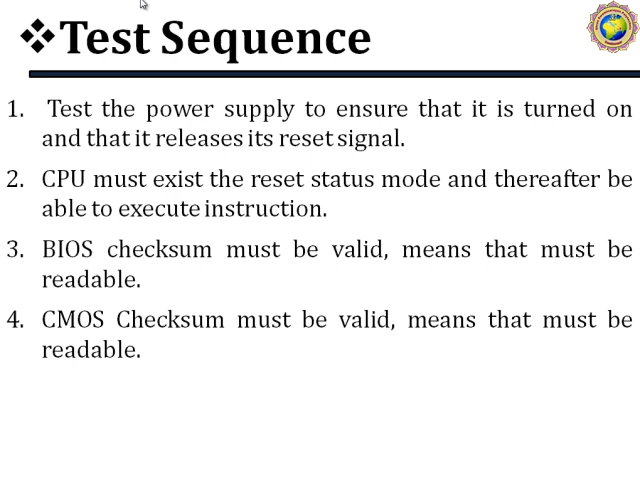 ❖Test Sequence
1. Test the power supply to ensure that it is turned on
and that it releases its reset signal.
2. CPU must exist the reset status mode and thereafter be
able to execute instruction.
3. BIOS checksum must be valid, means that must be
readable.
4. CMOS Checksum must be valid, means that must be
readable.